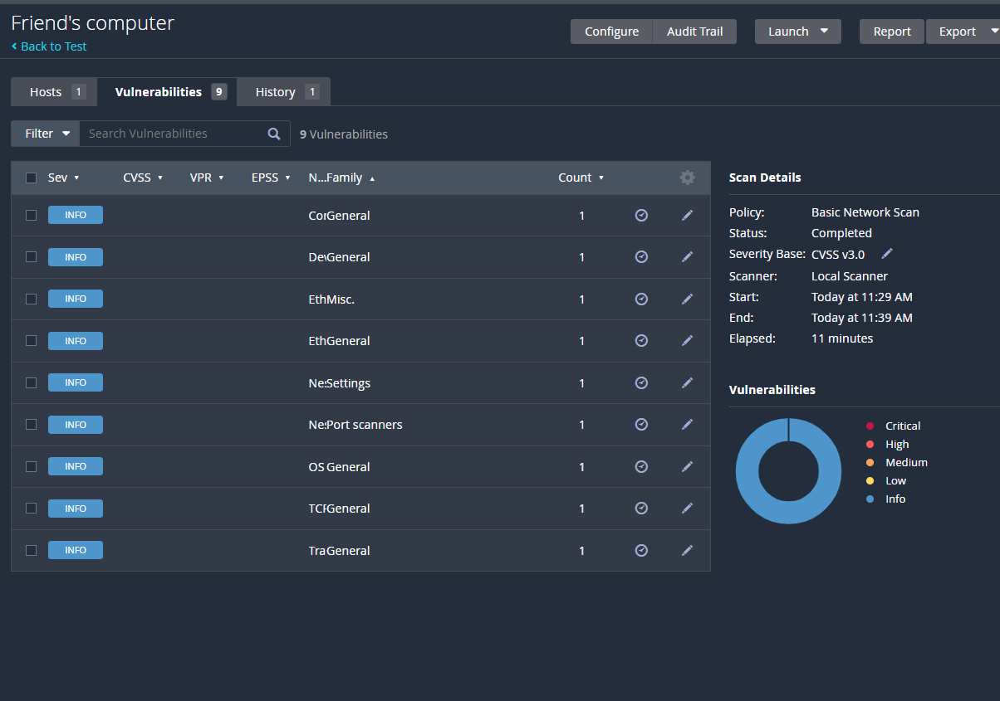 Friend's computer
Back to Test
Configure Audit Trail Launch Report Export
Hosts 1 Vulnerabilities 9 History 1
Filter Search Vulnerabilities 9 Vulnerabilities
Sev CVSS VPR EPSS N... Family Count
INFO Cor General 1
INFO Dev General 1
INFO Eth Misc. 1
INFO Eth General 1
INFO Nes Settings 1
INFO Nes Port scanners 1
INFO OS General 1
INFO TCP General 1
INFO Tra General 1
Scan Details
Policy: Basic Network Scan
Status: Completed
Severity Base: CVSS v3.0
Scanner: Local Scanner
Start: Today at 11:29 AM
End: Today at 11:39 AM
Elapsed: 11 minutes
Vulnerabilities
Critical
High
Medium
Low
Info